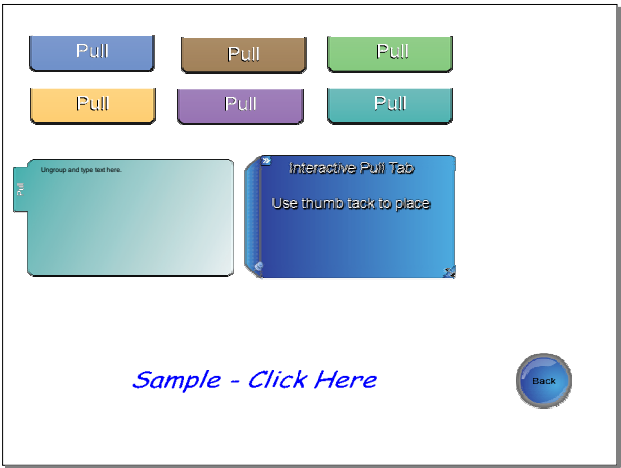 Pull
Pull
Pull
Pull
Pull
Pull
Pull
Ungroup and type text here.
Interactive Pull Tab
Use thumb tack to place
Sample - Click Here
Back